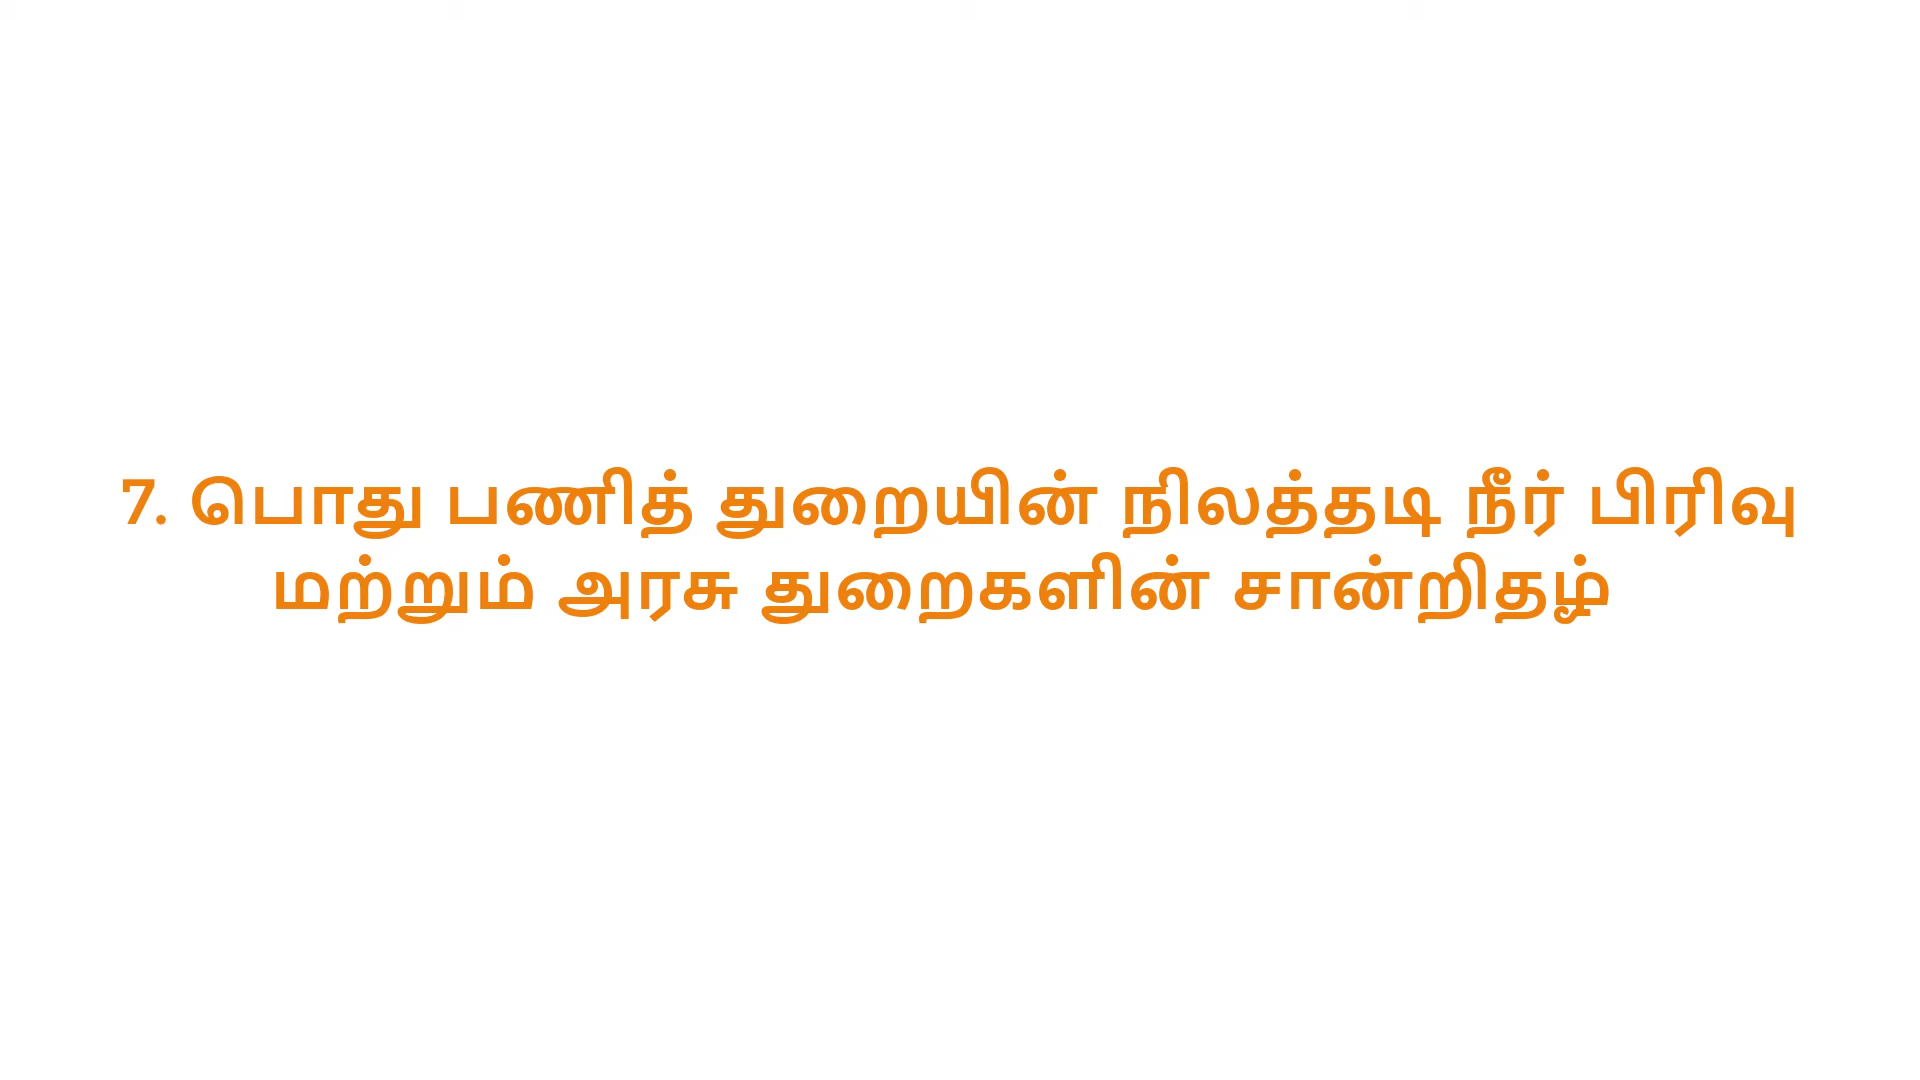 7. பொது பணித் துறையின் நிலத்தடி நீர் பிரிவு
மற்றும் அரசு துறைகளின் சான்றிதழ்